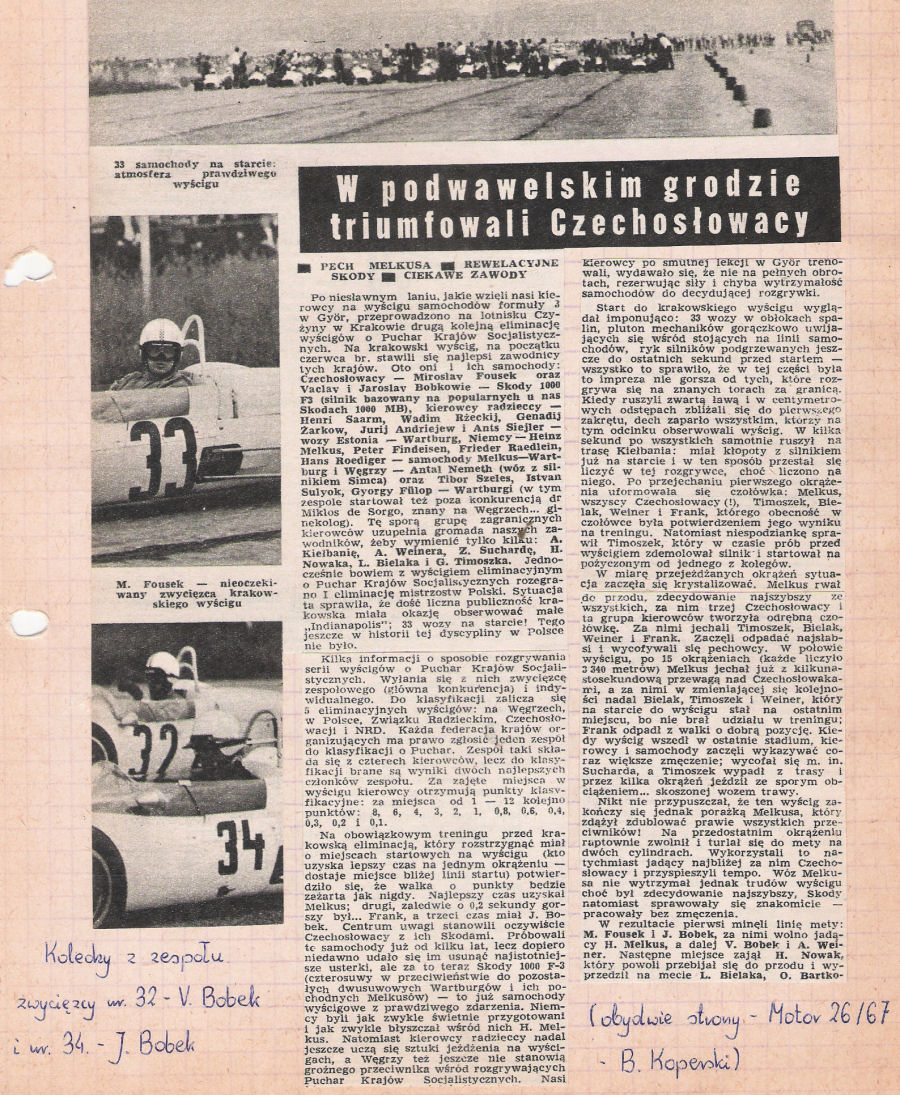 33 samochody na starcie:
atmosfera prawdziwego
wyścigu
W podwawelskim grodzie
triumfowali Czechosłowacy
PECH MELKUSA ■ REWELACYJNE
SKODY ■ CIEKAWE ZAWODY
Po niesławnym laniu, jakie wzięli nasi kie-
rowcy na wyścigu samochodów formuły 3
w Györ, przeprowadzono na lotnisku Czy-
żyny w Krakowie drugą kolejną eliminację
wyścigów o Puchar Krajów Socjalistycz-
nych. Na krakowski wyścig, na początku
czerwca br. stawili się najlepsi zawodnicy
tych krajów. Oto oni i ich samochody:
Czechosłowacy — Miroslav Fousek oraz
Vaclav i Jaroslav Bobkowie — Skody 1000
F3 (silnik bazowany na popularnych u nas
Skodach 1000 MB), kierowcy radzieccy —
Henri Saarn, Wadim Rżeckij, Genadij
Żarkow, Jurij Andriejew i Ants Siejler —
wozy Estonia — Wartburg, Niemcy — Heinz
Melkus, Peter Findeisen, Frieder Raedlein,
Hans Roediger — samochody Melkus—Wart-
burg i Węgrzy — Antal Nemeth (wóz z sil-
nikiem Simca) oraz Tibor Szeles, Istvan
Sulyok, Gyorgy Fülop — Wartburgi (w tym
zespole startował też poza konkurencją dr
Miklos de Sorgo, znany na Węgrzech... gi-
nekolog). Tę sporą grupę zagranicznych
kierowców uzupełnia gromada naszych za-
wodników, żeby wymienić tylko kilku: A.
Kiełbanię, A. Weinera, Z. Suchardę, H.
Nowaka, L. Bielaka i G. Timoszka. Jedno-
cześnie bowiem z wyścigiem eliminacyjnym
o Puchar Krajów Socjalistycznych rozegra-
no I eliminację mistrzostw Polski. Sytuacja
ta sprawiła, że dość liczna publiczność kra-
kowska miała okazję obserwować małe
„Indianapolis”; 33 wozy na starcie! Tego
jeszcze w historii tej dyscypliny w Polsce
nie było.
Kilka informacji o sposobie rozgrywania
serii wyścigów o Puchar Krajów Socjali-
stycznych. Wyłania się z nich zwycięzcę
zespołowego (główna konkurencja) i indy-
widualnego. Do klasyfikacji zalicza się
5 eliminacyjnych wyścigów: na Węgrzech,
w Polsce, Związku Radzieckim, Czechosło-
wacji i NRD. Każda federacja krajów or-
ganizujących ma prawo zgłosić jeden zespół
do klasyfikacji o Puchar. Zespół taki skła-
da się z czterech kierowców, lecz do klasy-
fikacji brane są wyniki dwóch najlepszych
członków zespołu. Za zajęte miejsca w
wyścigu kierowcy otrzymują punkty klasy-
fikacyjne: za miejsca od 1 — 12 kolejno
punktów: 8, 6, 4, 3, 2, 1, 0,8, 0,6, 0,4,
0,3, 0,2 i 0,1.
Na obowiązkowym treningu przed kra-
kowską eliminacją, który rozstrzygnąć miał
o miejscach startowych na wyścigu (kto
uzyska lepszy czas na jednym okrążeniu —
dostaje miejsce bliżej linii startu) potwier-
dziło się, że walka o punkty będzie
zeżarta jak nigdy. Najlepszy czas uzyskał
Melkus; drugi, zaledwie o 0,2 sekundy gor-
szy był... Frank, a trzeci czas miał J. Bo-
bek. Centrum uwagi stanowili oczywiście
Czechosłowacy z ich Skodami. Próbowali
te samochody już od kilku lat, lecz dopiero
niedawno udało się im usunąć najistotniej-
sze usterki, ale za to teraz Skody 1000 F-3
(czterosuwy w przeciwieństwie do pozosta-
łych dwusuwowych Wartburgów i ich po-
chodnych Melkusów) — to już samochody
wyścigowe z prawdziwego zdarzenia. Niem-
cy byli jak zwykle świetnie przygotowani
i jak zwykle błyszczał wśród nich H. Mel-
kus. Natomiast kierowcy radzieccy nadal
jeszcze uczą się sztuki jeżdżenia na wyści-
gach, a Węgrzy też jeszcze nie stanowią
groźnego przeciwnika wśród rozgrywających
Puchar Krajów Socjalistycznych. Nasi
kierowcy po smutnej lekcji w Györ treno-
wali, wydawało się, że nie na pełnych obro-
tach, rezerwując siły i chyba wytrzymałość
samochodów do decydującej rozgrywki.
Start do krakowskiego wyścigu wyglą-
dał imponująco: 33 wozy w obłokach spa-
lin, pluton mechaników gorączkowo uwija-
jących się wśród stojących na linii samo-
chodów, ryk silników podgrzewanych jesz-
cze do ostatnich sekund przed startem —
wszystko to sprawiło, że w tej części była
to impreza nie gorsza od tych, które roz-
grywa się na znanych torach za granicą.
Kiedy ruszyli zwartą ławą i w centymetro-
wych odstępach zbliżali się do pierwszego
zakrętu, dech zaparło wszystkim, którzy na
tym odcinku obserwowali wyścig. W kilka
sekund po wszystkich samotnie ruszył na
trasę Kiełbania: miał kłopoty z silnikiem
już na starcie i w ten sposób przestał się
liczyć w tej rozgrywce, choć liczono na
niego. Po przejechaniu pierwszego okrąże-
nia uformowała się czołówka: Melkus,
wszyscy Czechosłowacy (!), Timoszek, Bie-
lak, Weiner i Frank, którego obecność w
czołówce była potwierdzeniem jego wyniku
na treningu. Natomiast niespodziankę spra-
wił Timoszek, który w czasie prób przed
wyścigiem zdemolował silnik i startował na
pożyczonym od jednego z kolegów.
W miarę przejeżdżanych okrążeń sytua-
cja zaczęła się krystalizować. Melkus rwał
do przodu, zdecydowanie najszybszy ze
wszystkich, za nim trzej Czechosłowacy i
ta grupa kierowców tworzyła odrębną czo-
łówkę. Za nimi jechali Timoszek, Bielak,
Weiner i Frank. Zaczęli odpadać najsłab-
si i wycofywali się pechowcy. W połowie
wyścigu, po 15 okrążeniach (każde liczyło
2 340 metrów) Melkus jechał już z kilkuna-
stosekundową przewagą nad Czechosłowaka-
mi, a za nimi w zmieniającej się kolejno-
ści nadal Bielak, Timoszek i Weiner, który
na starcie do wyścigu stał na ostatnim
miejscu, bo nie brał udziału w treningu;
Frank odpadł z walki o dobrą pozycję. Kie-
dy wyścig wszedł w ostatnie stadium, kie-
rowcy i samochody zaczęli wykazywać co-
raz większe zmęczenie; wycofał się m. in.
Sucharda, a Timoszek wypadł z trasy i
przez kilka okrążeń jeździł ze sporym ob-
ciążeniem... skoszonej wozem trawy.
Nikt nie przypuszczał, że ten wyścig za-
kończy się jednak porażką Melkusa, który
zdążył zdublować prawie wszystkich prze-
ciwników! Na przedostatnim okrążeniu
raptownie zwolnił i turlał się do mety na
dwóch cylindrach. Wykorzystali to na-
tychmiast jadący najbliżej za nim Czecho-
słowacy i przyspieszyli tempo. Wóz Melku-
sa nie wytrzymał jednak trudów wyścigu
choć był zdecydowanie najszybszy, Skody
natomiast sprawowały się znakomicie —
pracowały bez zmęczenia.
W rezultacie pierwsi minęli linię mety:
M. Fousek i J. Bobek, za nimi wolno jadą-
cy H. Melkus, a dalej V. Bobek i A. Wei-
ner. Następne miejsce zajął H. Nowak,
który powoli przebijał się do przodu i wy-
przedził na mecie L. Bielaka, O. Bartko-
33
M. Fousek — nieoczeki-
wany zwycięzca krakow-
skiego wyścigu
32
34
Koledzy z zespołu
zwycięzcy nr. 32 - V. Bobek
i nr. 34. - J. Bobek
(obydwie strony - Motor 26/67
- B. Koperski)